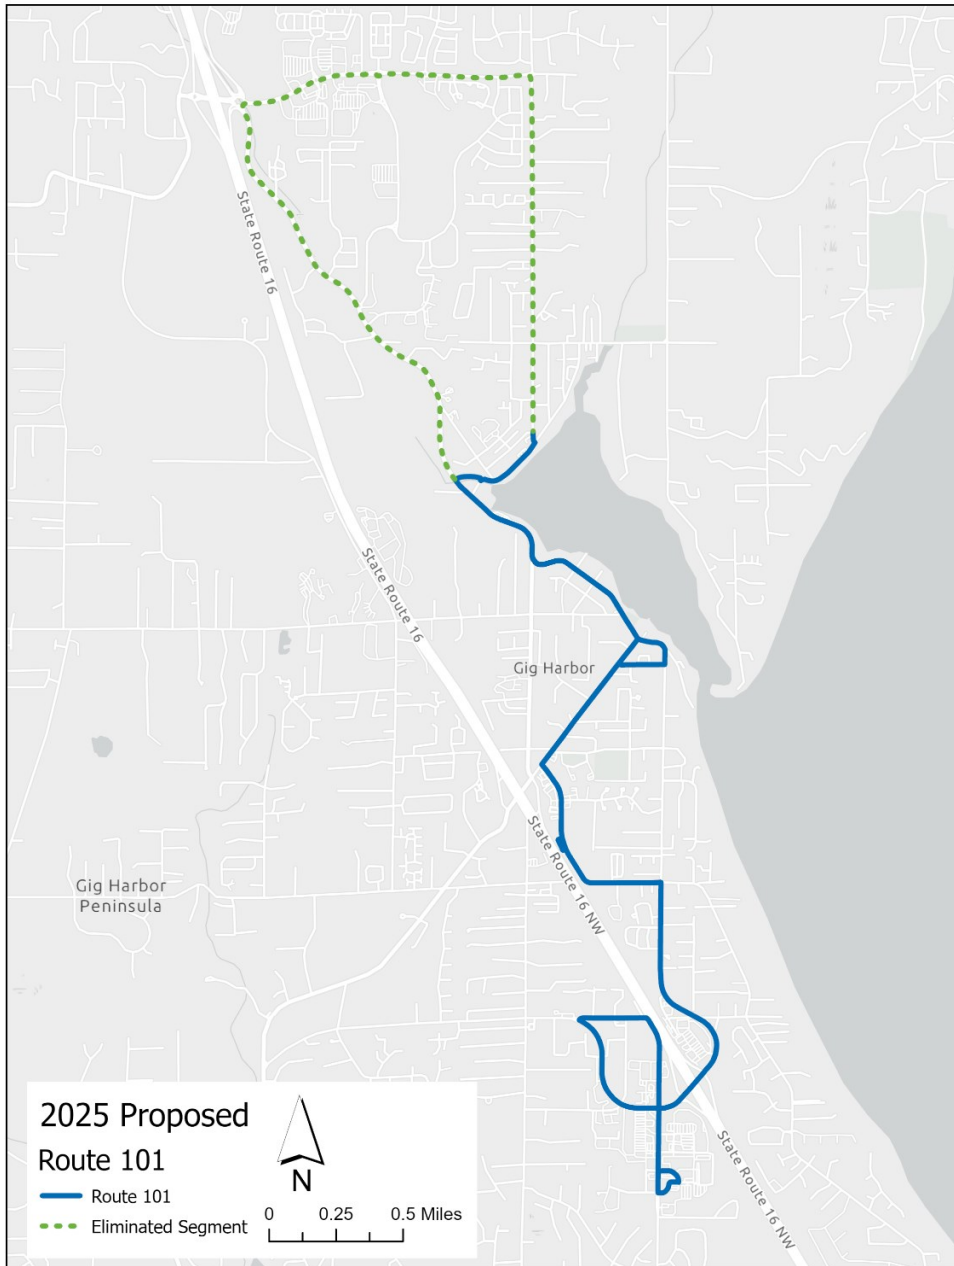 State Route 16
State Route 16
Gig Harbor
State Route 16 NW
Gig Harbor
Peninsula
2025 Proposed
Route 101
N
Route 101
Eliminated Segment
0 0.25 0.5 Miles
State Route 16 NW